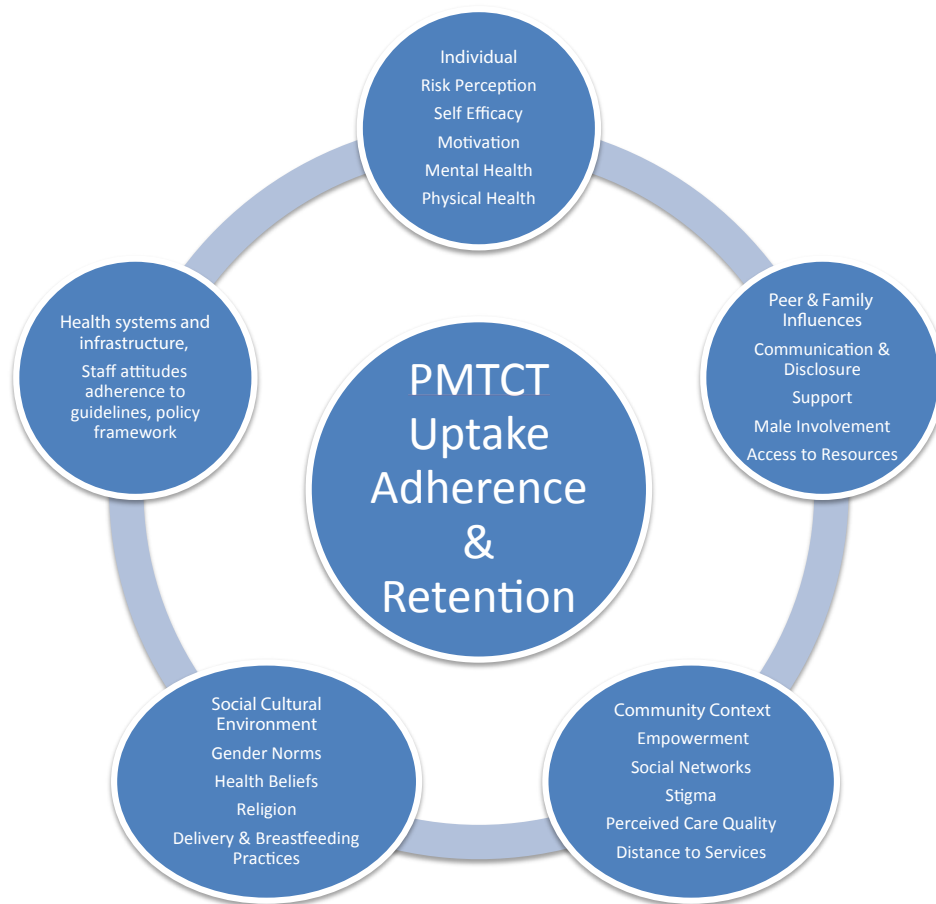 Individual
Risk Perception
Self Efficacy
Motivation
Mental Health
Physical Health
Peer & Family
Influences
Communication &
Disclosure
Support
Male Involvement
Access to Resources
Community Context
Empowerment
Social Networks
Stigma
Perceived Care Quality
Distance to Services
Social Cultural
Environment
Gender Norms
Health Beliefs
Religion
Delivery & Breastfeeding
Practices
Health systems and
infrastructure,
Staff attitudes
adherence to
guidelines, policy
framework
PMTCT
Uptake
Adherence
&
Retention